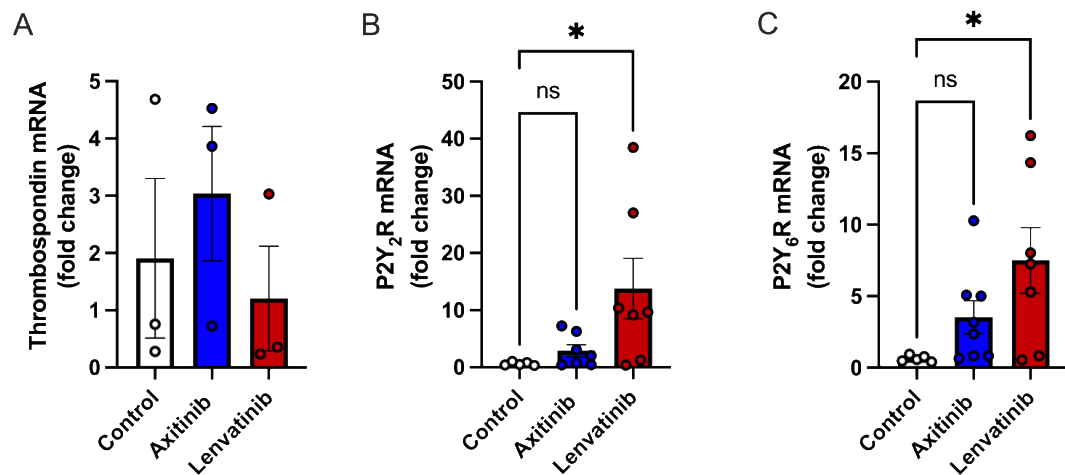 A
Thrombospondin mRNA
(fold change)
5
4
3
2
1
0
Control
Axitinib
Lenvatinib
B
P2Y₂R mRNA
(fold change)
50
40
30
20
10
0
ns
*
Control
Axitinib
Lenvatinib
C
P2Y₆R mRNA
(fold change)
20
15
10
5
0
ns
*
Control
Axitinib
Lenvatinib